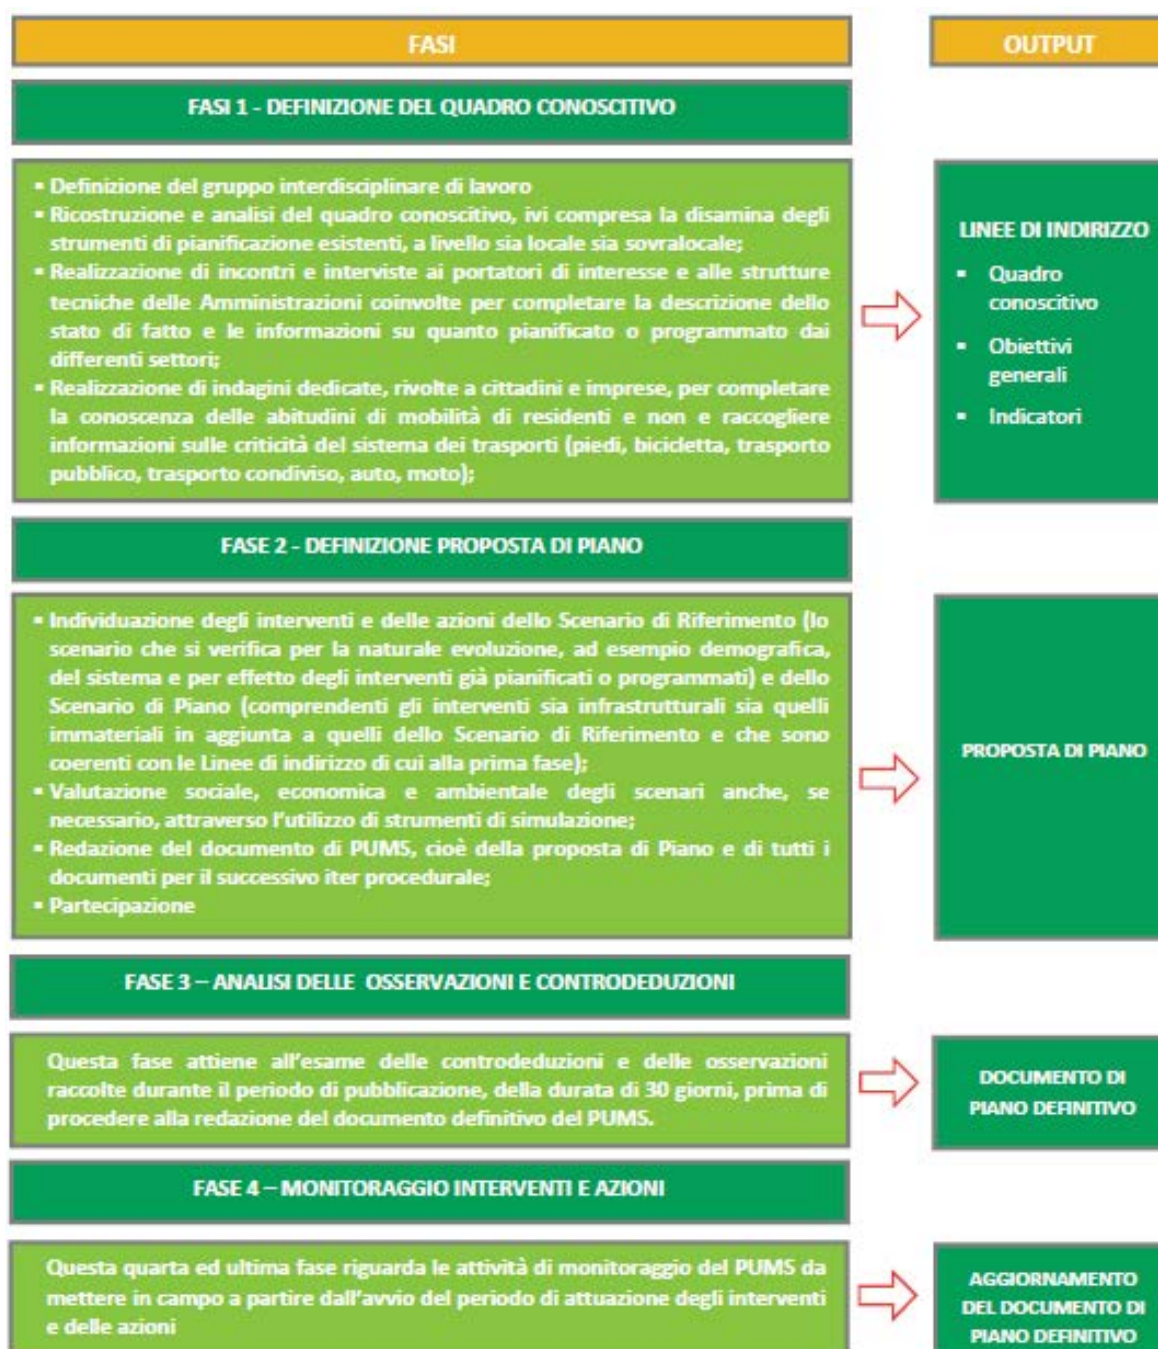 FASI
OUTPUT
FASI 1 - DEFINIZIONE DEL QUADRO CONOSCITIVO
▪ Definizione del gruppo interdisciplinare di lavoro
▪ Ricostruzione e analisi del quadro conoscitivo, ivi compresa la disamina degli
strumenti di pianificazione esistenti, a livello sia locale sia sovralocale;
▪ Realizzazione di incontri e interviste ai portatori di interesse e alle strutture
tecniche delle Amministrazioni coinvolte per completare la descrizione dello
stato di fatto e le informazioni su quanto pianificato o programmato dai
differenti settori;
▪ Realizzazione di indagini dedicate, rivolte a cittadini e imprese, per completare
la conoscenza delle abitudini di mobilità di residenti e non e raccogliere
informazioni sulle criticità del sistema dei trasporti (piedi, bicicletta, trasporto
pubblico, trasporto condiviso, auto, moto);
LINEE DI INDIRIZZO
▪ Quadro
conoscitivo
▪ Obiettivi
generali
▪ Indicatori
FASE 2 - DEFINIZIONE PROPOSTA DI PIANO
▪ Individuazione degli interventi e delle azioni dello Scenario di Riferimento (lo
scenario che si verifica per la naturale evoluzione, ad esempio demografica,
del sistema e per effetto degli interventi già pianificati o programmati) e dello
Scenario di Piano (comprendenti gli interventi sia infrastrutturali sia quelli
immateriali in aggiunta a quelli dello Scenario di Riferimento e che sono
coerenti con le Linee di indirizzo di cui alla prima fase);
▪ Valutazione sociale, economica e ambientale degli scenari anche, se
necessario, attraverso l'utilizzo di strumenti di simulazione;
▪ Redazione del documento di PUMS, cioè della proposta di Piano e di tutti i
documenti per il successivo iter procedurale;
▪ Partecipazione
PROPOSTA DI PIANO
FASE 3 – ANALISI DELLE OSSERVAZIONI E CONTRODEDUZIONI
Questa fase attiene all'esame delle controdeduzioni e delle osservazioni
raccolte durante il periodo di pubblicazione, della durata di 30 giorni, prima di
procedere alla redazione del documento definitivo del PUMS.
DOCUMENTO DI
PIANO DEFINITIVO
FASE 4 – MONITORAGGIO INTERVENTI E AZIONI
Questa quarta ed ultima fase riguarda le attività di monitoraggio del PUMS da
mettere in campo a partire dall'avvio del periodo di attuazione degli interventi
e delle azioni
AGGIORNAMENTO
DEL DOCUMENTO DI
PIANO DEFINITIVO